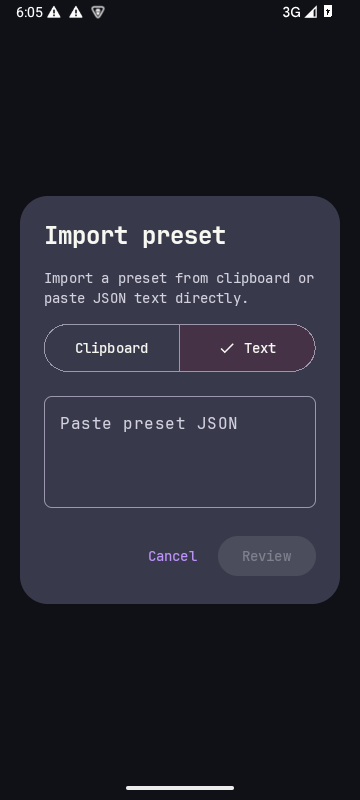 6:05
3G
Import preset
Import a preset from clipboard or
paste JSON text directly.
Clipboard
Text
Paste preset JSON
Cancel
Review